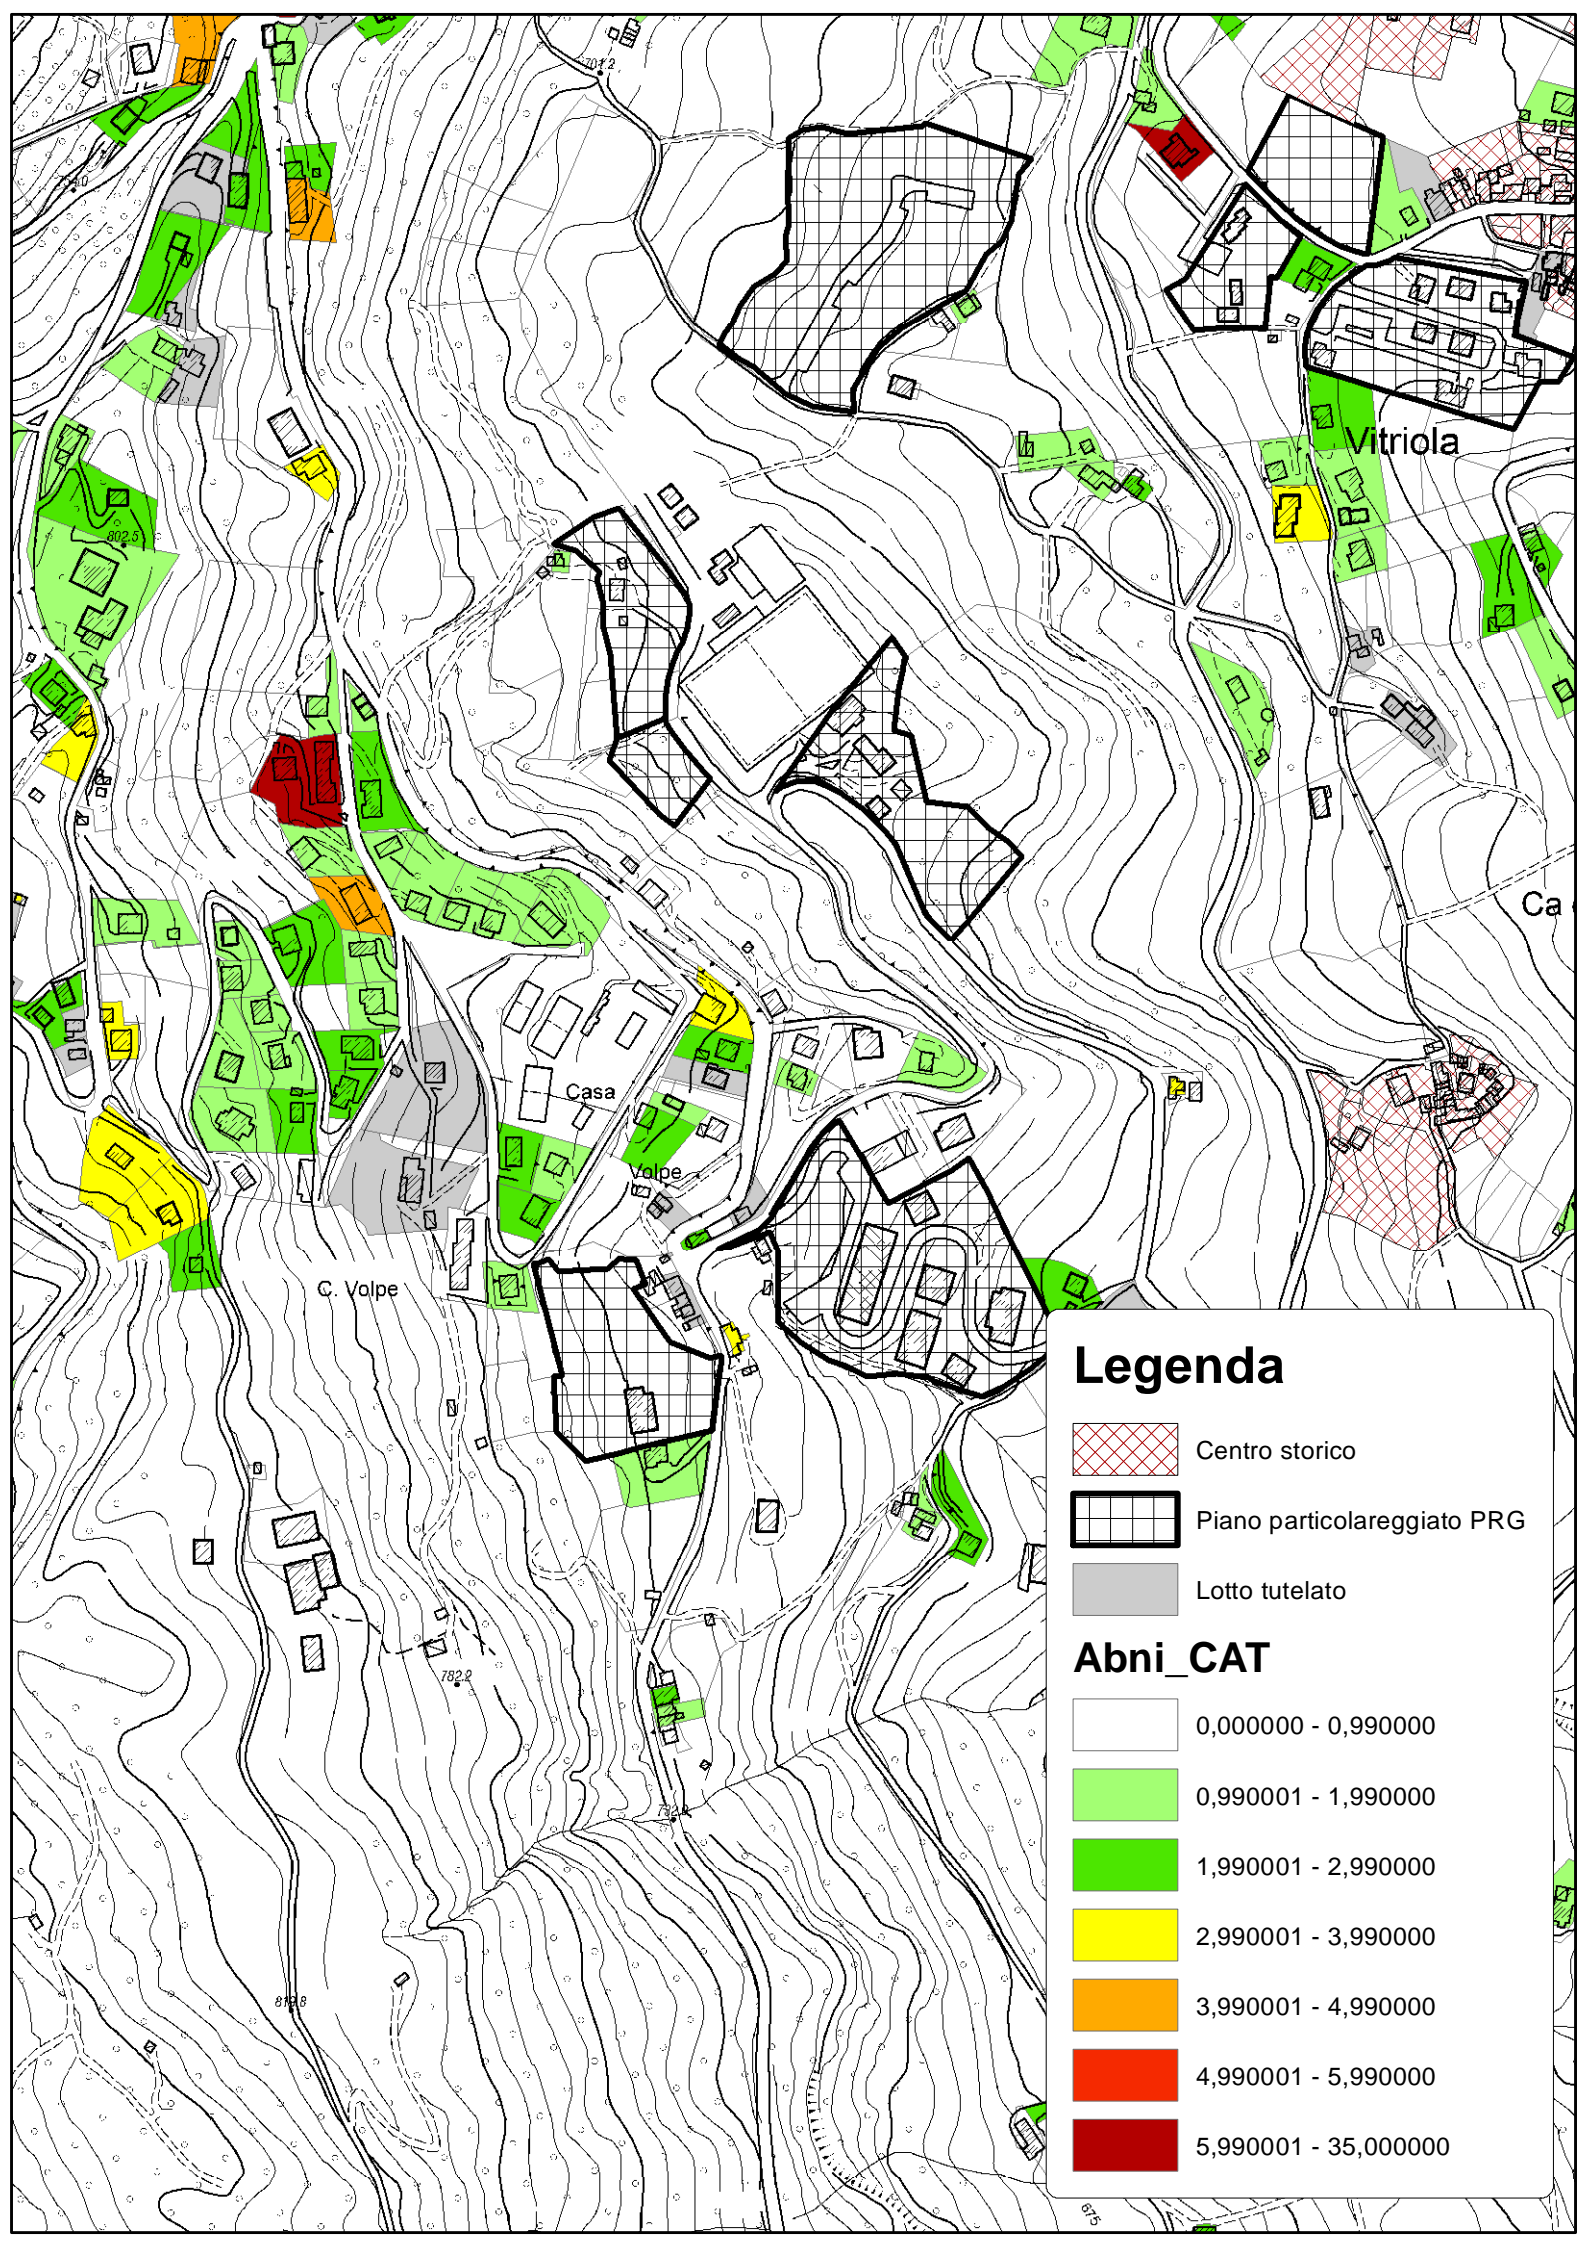 701.2
Vitriola
802.5
Ca
Casa
Volpe
C. Volpe
782.2
819.8
675
Legenda
Centro storico
Piano particolareggiato PRG
Lotto tutelato
Abni_CAT
0,000000 - 0,990000
0,990001 - 1,990000
1,990001 - 2,990000
2,990001 - 3,990000
3,990001 - 4,990000
4,990001 - 5,990000
5,990001 - 35,000000